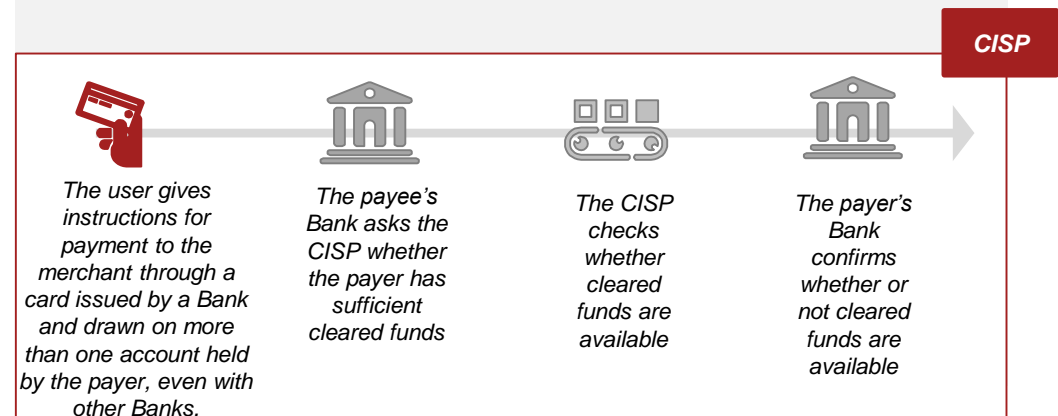 CISP
The user gives
instructions for
payment to the
merchant through a
card issued by a Bank
and drawn on more
than one account held
by the payer, even with
other Banks.
The payee's
Bank asks the
CISP whether
the payer has
sufficient
cleared funds
The CISP
checks
whether
cleared
funds are
available
The payer's
Bank
confirms
whether or
not cleared
funds are
available